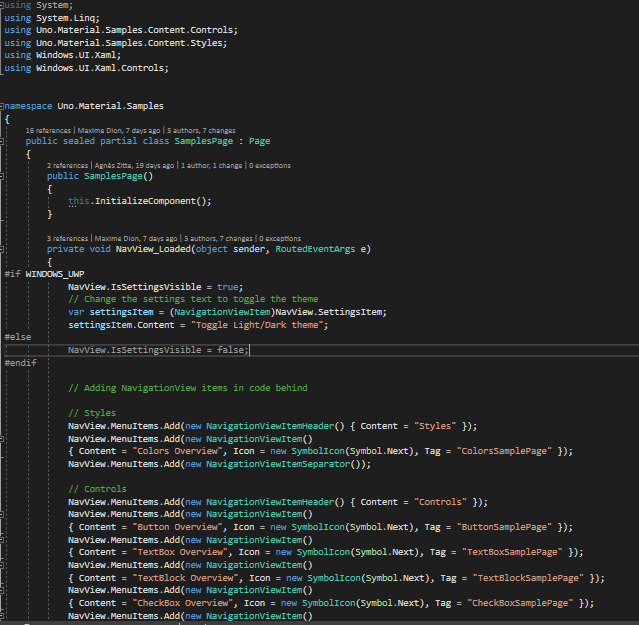 using System;
using System.Linq;
using Uno.Material.Samples.Content.Controls;
using Uno.Material.Samples.Content.Styles;
using Windows.UI.Xaml;
using Windows.UI.Xaml.Controls;
namespace Uno.Material.Samples
{
16 references | Maxime Dion, 7 days ago | 5 authors, 7 changes
public sealed partial class SamplesPage : Page
{
2 references | Agnès Zitte, 19 days ago | 1 author, 1 change | 0 exceptions
public SamplesPage()
{
this.InitializeComponent();
}
3 references | Maxime Dion, 7 days ago | 5 authors, 7 changes | 0 exceptions
private void NavView_Loaded(object sender, RoutedEventArgs e)
{
#if WINDOWS_UWP
NavView.IsSettingsVisible = true;
// Change the settings text to toggle the theme
var settingsItem = (NavigationViewItem)NavView.SettingsItem;
settingsItem.Content = "Toggle Light/Dark theme";
#else
NavView.IsSettingsVisible = false;
#endif
// Adding NavigationView items in code behind
// Styles
NavView.MenuItems.Add(new NavigationViewItemHeader() { Content = "Styles" });
NavView.MenuItems.Add(new NavigationViewItem()
{ Content = "Colors Overview", Icon = new SymbolIcon(Symbol.Next), Tag = "ColorsSamplePage" });
NavView.MenuItems.Add(new NavigationViewItemSeparator());
// Controls
NavView.MenuItems.Add(new NavigationViewItemHeader() { Content = "Controls" });
NavView.MenuItems.Add(new NavigationViewItem()
{ Content = "Button Overview", Icon = new SymbolIcon(Symbol.Next), Tag = "ButtonSamplePage" });
NavView.MenuItems.Add(new NavigationViewItem()
{ Content = "TextBox Overview", Icon = new SymbolIcon(Symbol.Next), Tag = "TextBoxSamplePage" });
NavView.MenuItems.Add(new NavigationViewItem()
{ Content = "TextBlock Overview", Icon = new SymbolIcon(Symbol.Next), Tag = "TextBlockSamplePage" });
NavView.MenuItems.Add(new NavigationViewItem()
{ Content = "CheckBox Overview", Icon = new SymbolIcon(Symbol.Next), Tag = "CheckBoxSamplePage" });
NavView.MenuItems.Add(new NavigationViewItem()